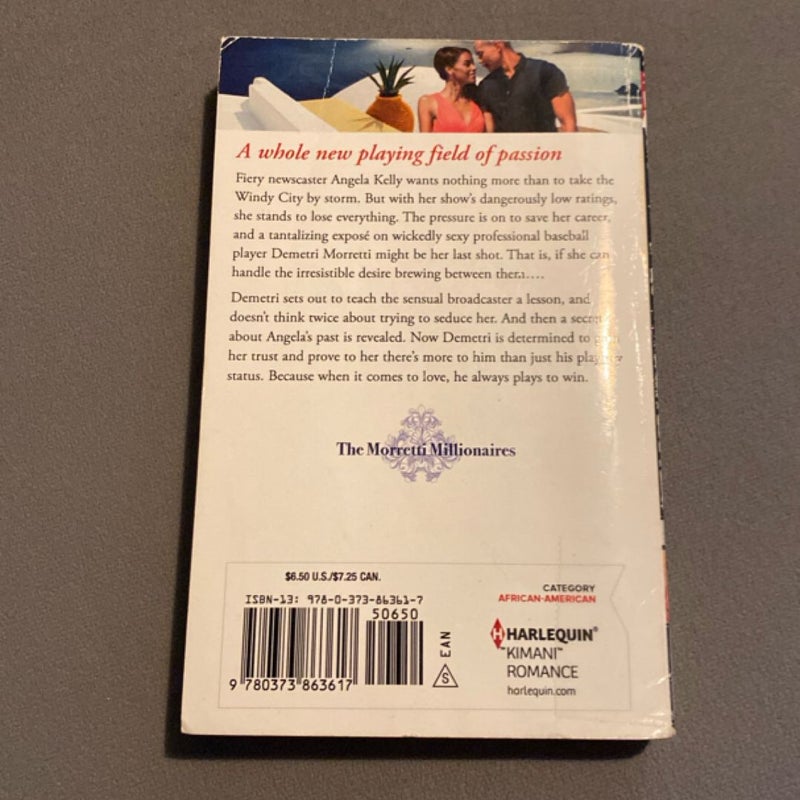 A whole new playing field of passion
Fiery newscaster Angela Kelly wants nothing more than to take the
Windy City by storm. But with her show's dangerously low ratings,
she stands to lose everything. The pressure is on to save her career,
and a tantalizing exposé on wickedly sexy professional baseball
player Demetri Morretti might be her last shot. That is, if she can
handle the irresistible desire brewing between them....
Demetri sets out to teach the sensual broadcaster a lesson, and
doesn't think twice about trying to seduce her. And then a secret
about Angela's past is revealed. Now Demetri is determined to
her trust and prove to her there's more to him than just his
status. Because when it comes to love, he always plays to win.
The Morretti Millionaires
$6.50 U.S./$7.25 CAN.
ISBN-13: 978-0-373-86361-7
50650
9 780373 863617
EAN
S
CATEGORY
AFRICAN-AMERICAN
H HARLEQUIN®
™KIMANI™
ROMANCE
harlequin.com